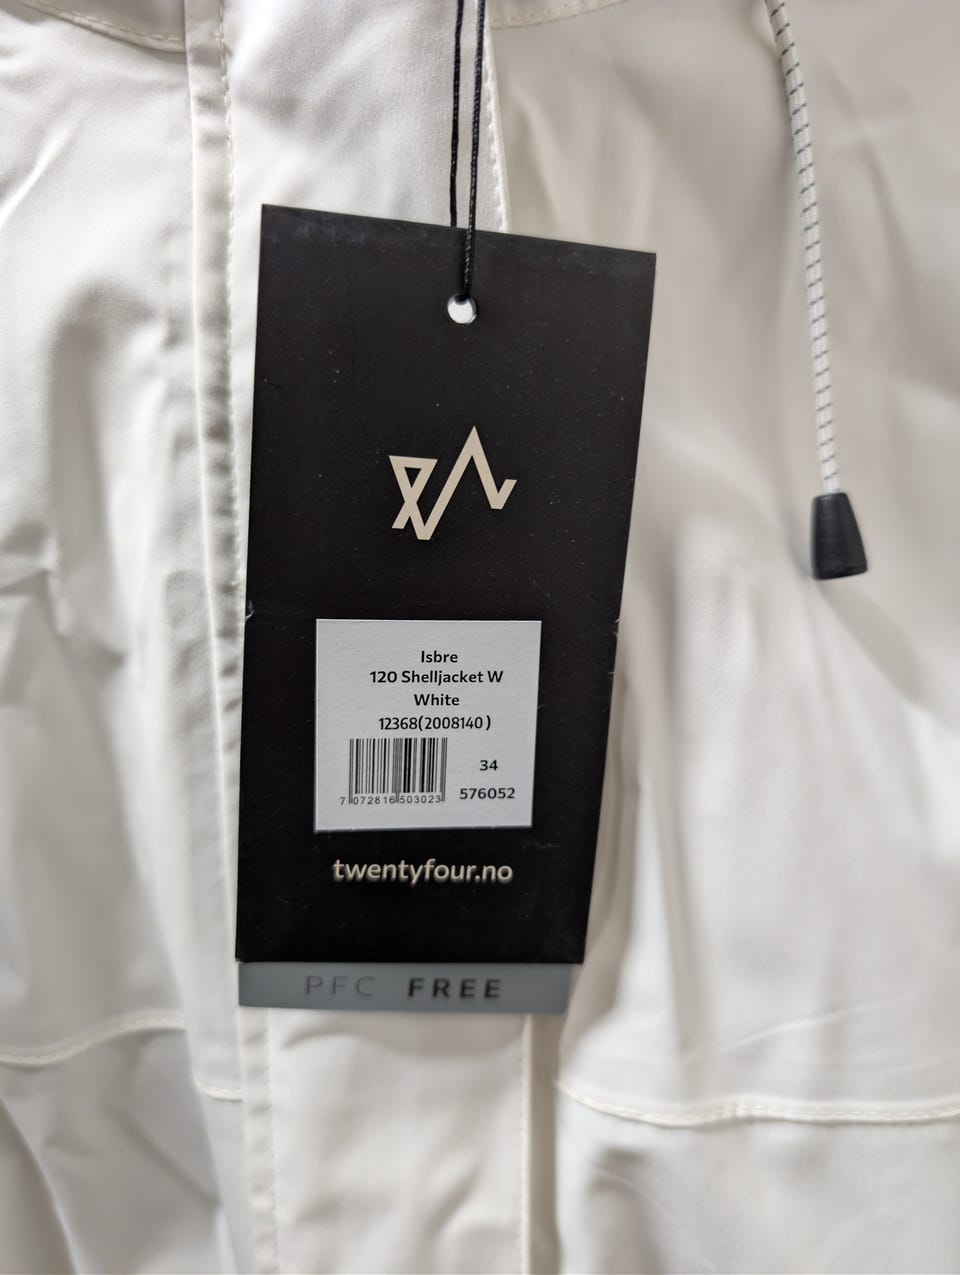 Isbre
120 Shelljacket W
White
12368(2008140)
34
7 072816 503023
576052
twentyfour.no
PFC FREE